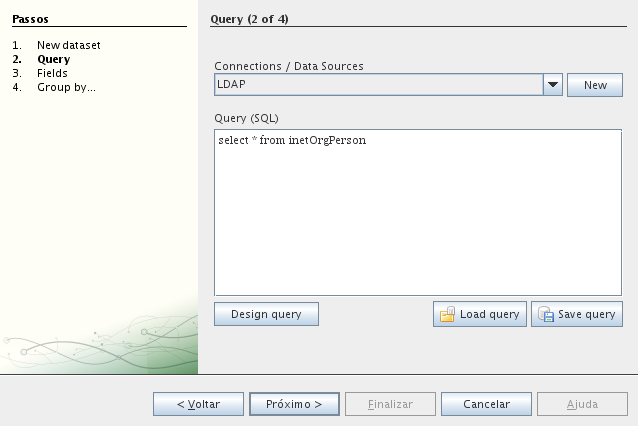 Passos
1. New dataset
2. Query
3. Fields
4. Group by...
Query (2 of 4)
Connections / Data Sources
LDAP
New
Query (SQL)
select * from inetOrgPerson
Design query
Load query
Save query
< Voltar
Próximo >
Finalizar
Cancelar
Ajuda